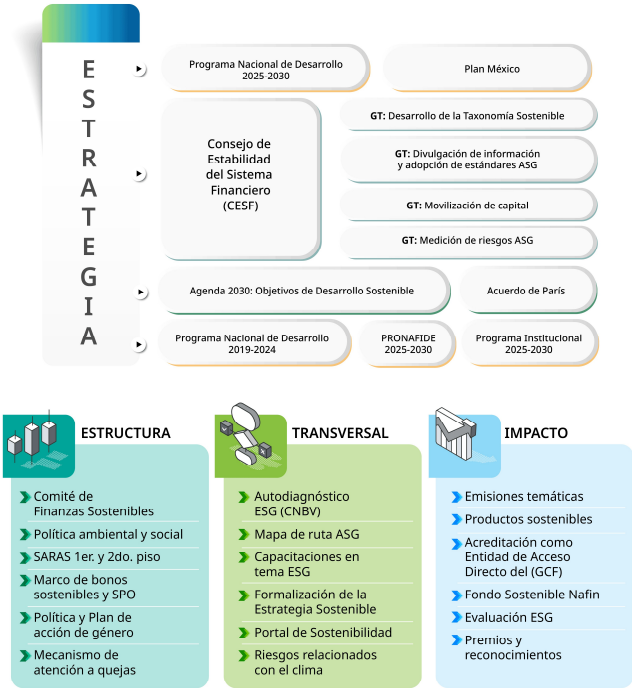 ESTRATEGIA
Programa Nacional de Desarrollo
2025-2030
Plan México
Consejo de
Estabilidad
del Sistema
Financiero
(CESF)
GT: Desarrollo de la Taxonomía Sostenible
GT: Divulgación de información
y adopción de estándares ASG
GT: Movilización de capital
GT: Medición de riesgos ASG
Agenda 2030: Objetivos de Desarrollo Sostenible
Acuerdo de París
Programa Nacional de Desarrollo
2019-2024
PRONAFIDE
2025-2030
Programa Institucional
2025-2030
ESTRUCTURA
Comité de
Finanzas Sostenibles
Política ambiental y social
SARAS 1er. y 2do. piso
Marco de bonos
sostenibles y SPO
Política y Plan de
acción de género
Mecanismo de
atención a quejas
TRANSVERSAL
Autodiagnóstico
ESG (CNBV)
Mapa de ruta ASG
Capacitaciones en
tema ESG
Formalización de la
Estrategia Sostenible
Portal de Sostenibilidad
Riesgos relacionados
con el clima
IMPACTO
Emisiones temáticas
Productos sostenibles
Acreditación como
Entidad de Acceso
Directo del (GCF)
Fondo Sostenible Nafin
Evaluación ESG
Premios y
reconocimientos